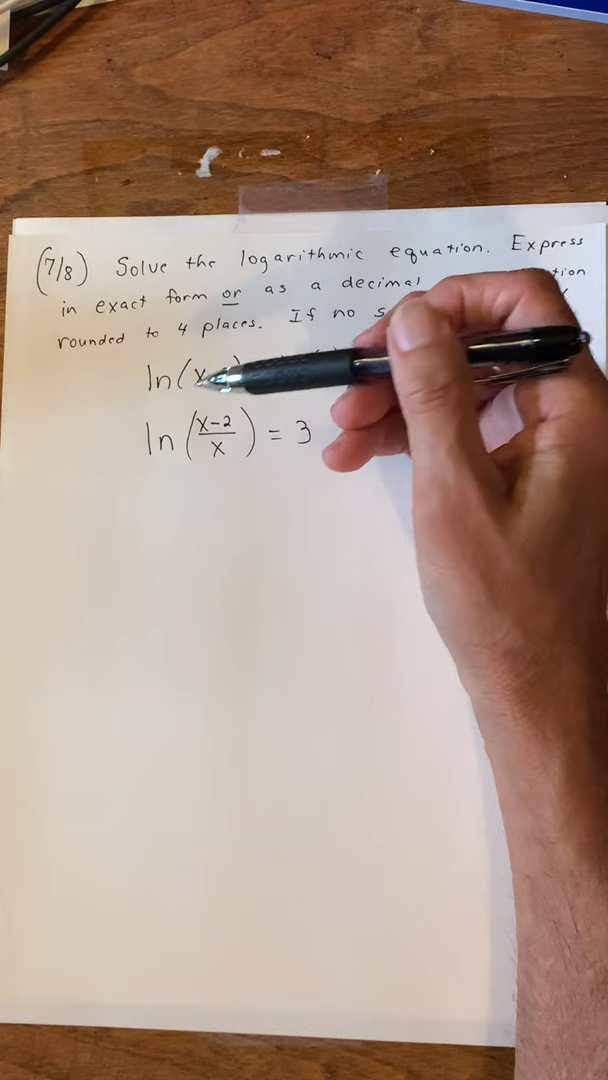 (7/8) Solve the logarithmic equation. Express
in exact form or as a decimal
rounded to 4 places. If no
ln(x
ln((x-2)/x) = 3